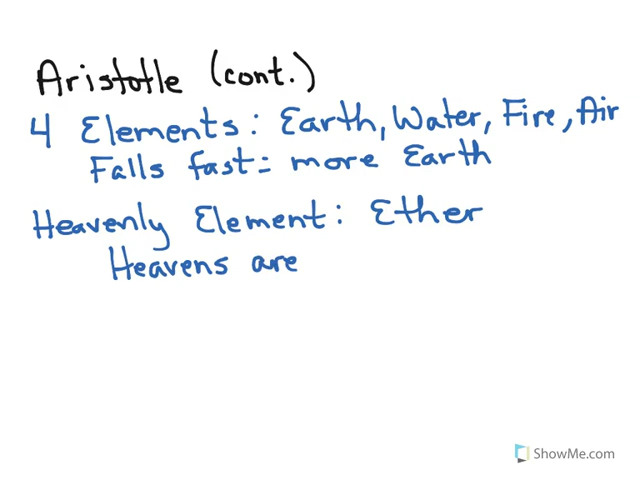 Aristotle (cont.)
4 Elements: Earth, Water, Fire, Air
Falls fast = more Earth
Heavenly Element: Ether
Heavens are
ShowMe.com